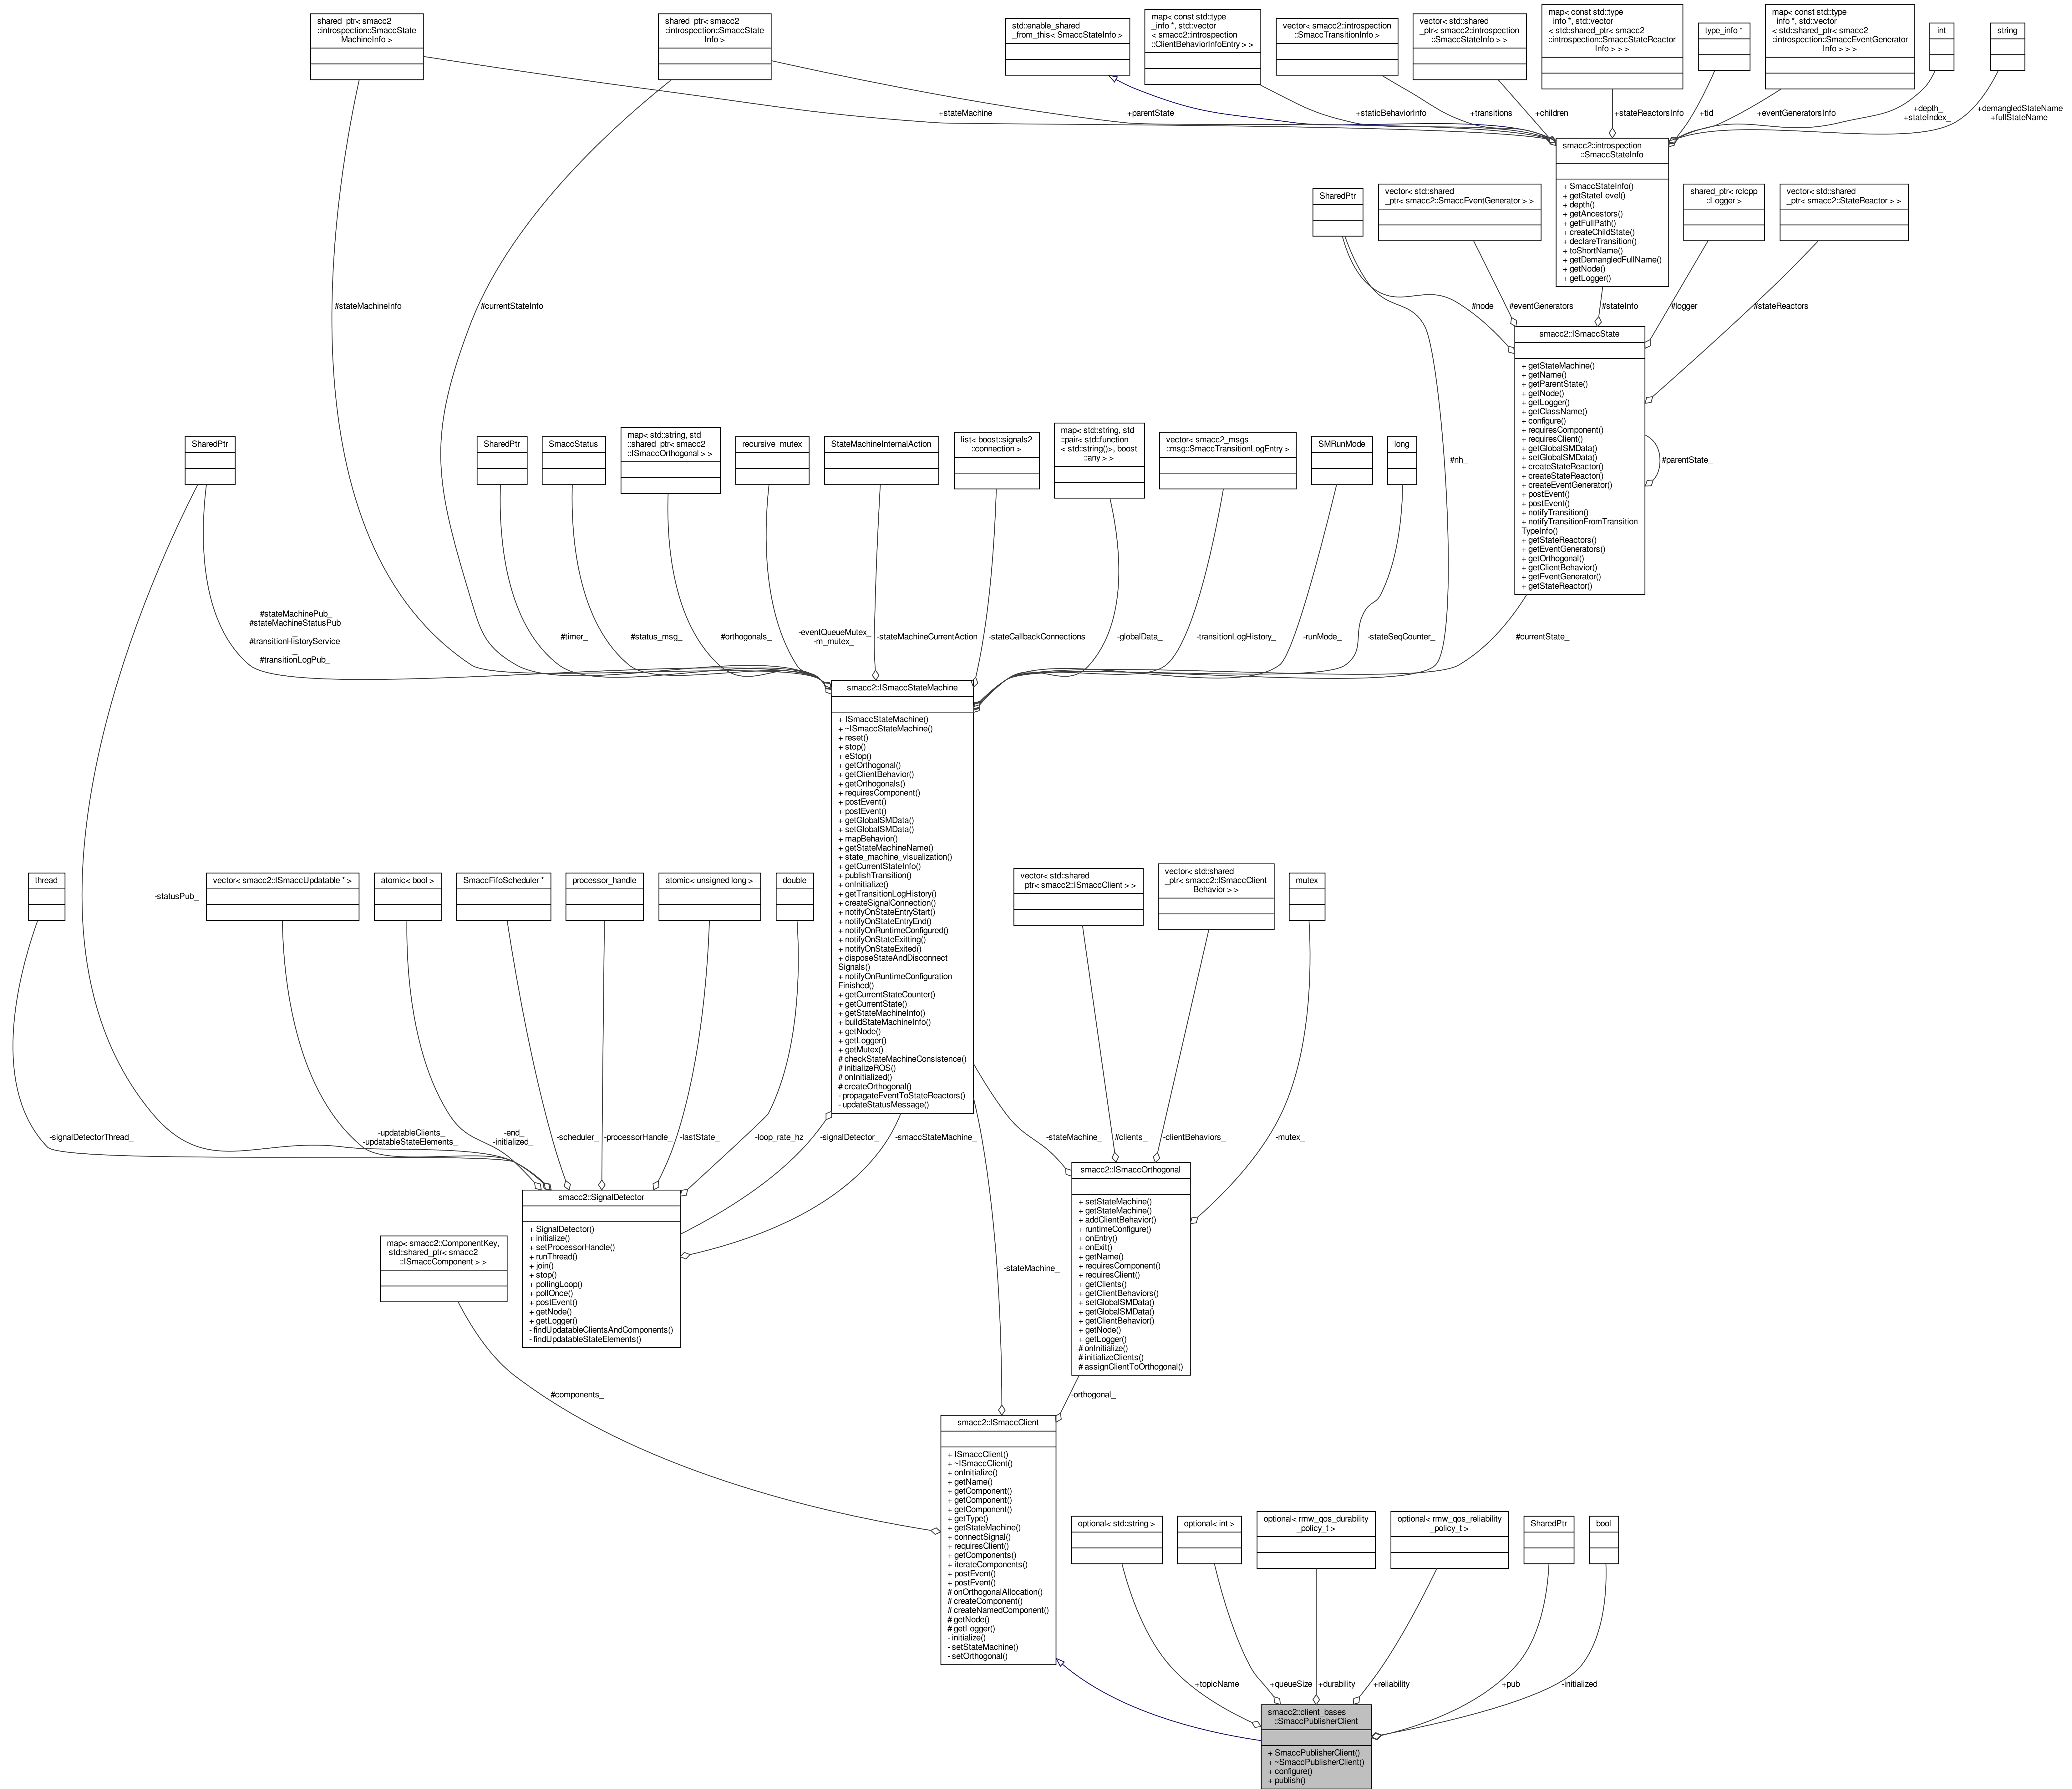 shared_ptr< smacc2
::introspection::SmaccState
MachineInfo >
shared_ptr< smacc2
::introspection::SmaccState
Info >
std::enable_shared
_from_this< SmaccStateInfo >
map< const std::type
_info *, std::vector
< smacc2::introspection
::ClientBehaviorInfoEntry > >
vector< smacc2::introspection
::SmaccTransitionInfo >
vector< std::shared
_ptr< smacc2::introspection
::SmaccStateInfo > >
map< const std::type
_info *, std::vector
< std::shared_ptr< smacc2
::introspection::SmaccStateReactor
Info > > >
type_info *
map< const std::type
_info *, std::vector
< std::shared_ptr< smacc2
::introspection::SmaccEventGenerator
Info > > >
int
string
+stateMachine_
+parentState_
+staticBehaviorInfo
+transitions_
+children_
+stateReactorsInfo
+tid_
+eventGeneratorsInfo
+depth_
+stateIndex_
+demangledStateName
+fullStateName
smacc2::introspection
::SmaccStateInfo
+ SmaccStateInfo()
+ getStateLevel()
+ depth()
+ getAncestors()
+ getFullPath()
+ createChildState()
+ declareTransition()
+ toShortName()
+ getDemangledFullName()
+ getNode()
+ getLogger()
SharedPtr
vector< std::shared
_ptr< smacc2::SmaccEventGenerator > >
shared_ptr< rclcpp
::Logger >
vector< std::shared
_ptr< smacc2::StateReactor > >
#stateMachineInfo_
#currentStateInfo_
#node_
#eventGenerators_
#stateInfo_
#logger_
#stateReactors_
smacc2::ISmaccState
+ getStateMachine()
+ getName()
+ getParentState()
+ getNode()
+ getLogger()
+ getClassName()
+ configure()
+ requiresComponent()
+ requiresClient()
+ getGlobalSMData()
+ setGlobalSMData()
+ createStateReactor()
+ createStateReactor()
+ createEventGenerator()
+ postEvent()
+ postEvent()
+ notifyTransition()
+ notifyTransitionFromTransition
TypeInfo()
+ getStateReactors()
+ getEventGenerators()
+ getOrthogonal()
+ getClientBehavior()
+ getEventGenerator()
+ getStateReactor()
#parentState_
SharedPtr
SharedPtr
SmaccStatus
map< std::string, std
::shared_ptr< smacc2
::ISmaccOrthogonal > >
recursive_mutex
StateMachineInternalAction
list< boost::signals2
::connection >
map< std::string, std
::pair< std::function
< std::string()>, boost
::any > >
vector< smacc2_msgs
::msg::SmaccTransitionLogEntry >
SMRunMode
long
#nh_
#stateMachinePub_
#stateMachineStatusPub
_
#transitionHistoryService
_
#transitionLogPub_
#timer_
#status_msg_
#orthogonals_
-eventQueueMutex_
-m_mutex_
-stateMachineCurrentAction
-stateCallbackConnections
-globalData_
-transitionLogHistory_
-runMode_
-stateSeqCounter_
#currentState_
smacc2::ISmaccStateMachine
+ ISmaccStateMachine()
+ ~ISmaccStateMachine()
+ reset()
+ stop()
+ eStop()
+ getOrthogonal()
+ getClientBehavior()
+ getOrthogonals()
+ requiresComponent()
+ postEvent()
+ postEvent()
+ getGlobalSMData()
+ setGlobalSMData()
+ mapBehavior()
+ getStateMachineName()
+ state_machine_visualization()
+ getCurrentStateInfo()
+ publishTransition()
+ onInitialize()
+ getTransitionLogHistory()
+ createSignalConnection()
+ notifyOnStateEntryStart()
+ notifyOnStateEntryEnd()
+ notifyOnRuntimeConfigured()
+ notifyOnStateExitting()
+ notifyOnStateExited()
+ disposeStateAndDisconnect
Signals()
+ notifyOnRuntimeConfiguration
Finished()
+ getCurrentStateCounter()
+ getCurrentState()
+ getStateMachineInfo()
+ buildStateMachineInfo()
+ getNode()
+ getLogger()
+ getMutex()
# checkStateMachineConsistence()
# initializeROS()
# onInitialized()
# createOrthogonal()
- propagateEventToStateReactors()
- updateStatusMessage()
thread
-statusPub_
vector< smacc2::ISmaccUpdatable * >
atomic< bool >
SmaccFifoScheduler *
processor_handle
atomic< unsigned long >
double
vector< std::shared
_ptr< smacc2::ISmaccClient > >
vector< std::shared
_ptr< smacc2::ISmaccClient
Behavior > >
mutex
-signalDetectorThread_
-updatableClients_
-updatableStateElements_
-end_
-initialized_
-scheduler_
-processorHandle_
-lastState_
-loop_rate_hz
-signalDetector_
-smaccStateMachine_
-stateMachine_
#clients_
-clientBehaviors_
-mutex_
smacc2::SignalDetector
+ SignalDetector()
+ initialize()
+ setProcessorHandle()
+ runThread()
+ join()
+ stop()
+ pollingLoop()
+ pollOnce()
+ postEvent()
+ getNode()
+ getLogger()
- findUpdatableClientsAndComponents()
- findUpdatableStateElements()
smacc2::ISmaccOrthogonal
+ setStateMachine()
+ getStateMachine()
+ addClientBehavior()
+ runtimeConfigure()
+ onEntry()
+ onExit()
+ getName()
+ requiresComponent()
+ requiresClient()
+ getClients()
+ getClientBehaviors()
+ setGlobalSMData()
+ getGlobalSMData()
+ getClientBehavior()
+ getNode()
+ getLogger()
# onInitialize()
# initializeClients()
# assignClientToOrthogonal()
map< smacc2::ComponentKey,
std::shared_ptr< smacc2
::ISmaccComponent > >
-stateMachine_
#components_
-orthogonal_
smacc2::ISmaccClient
+ ISmaccClient()
+ ~ISmaccClient()
+ onInitialize()
+ getName()
+ getComponent()
+ getComponent()
+ getComponent()
+ getType()
+ getStateMachine()
+ connectSignal()
+ requiresClient()
+ getComponents()
+ iterateComponents()
+ postEvent()
+ postEvent()
# onOrthogonalAllocation()
# createComponent()
# createNamedComponent()
# getNode()
# getLogger()
- initialize()
- setStateMachine()
- setOrthogonal()
optional< std::string >
optional< int >
optional< rmw_qos_durability
_policy_t >
optional< rmw_qos_reliability
_policy_t >
SharedPtr
bool
+topicName
+queueSize
+durability
+reliability
+pub_
-initialized_
smacc2::client_bases
::SmaccPublisherClient
+ SmaccPublisherClient()
+ ~SmaccPublisherClient()
+ configure()
+ publish()